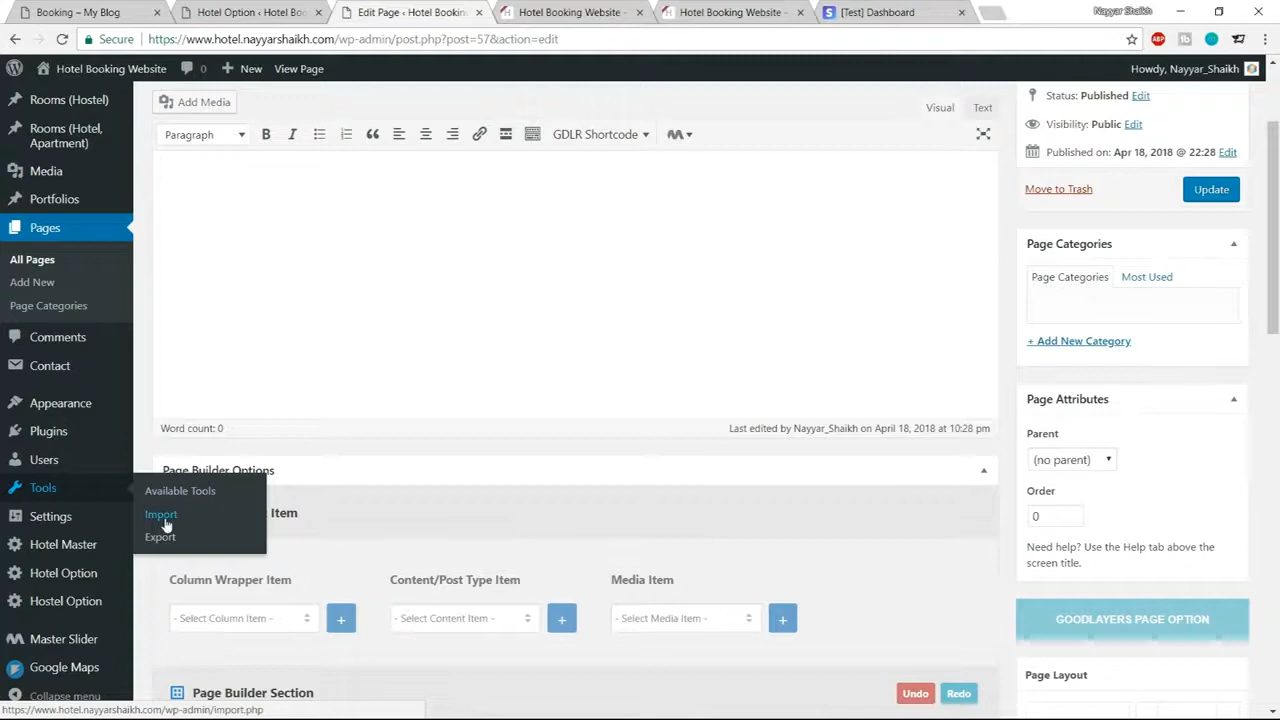 Booking – My Blog
Hotel Option ‹ Hotel Bo
Edit Page ‹ Hotel Bookin
Hotel Booking Website –
Hotel Booking Website –
[Test] Dashboard
Nayyar Shaikh
Secure
https://www.hotel.nayyarshaikh.com/wp-admin/post.php?post=57&action=edit
ABP
Hotel Booking Website
0
New
View Page
Howdy, Nayyar_Shaikh
Rooms (Hostel)
Rooms (Hotel,
Apartment)
Media
Portfolios
Pages
All Pages
Add New
Page Categories
Comments
Contact
Appearance
Plugins
Users
Tools
Settings
Hotel Master
Hotel Option
Hostel Option
Master Slider
Google Maps
Collapse menu
Available Tools
Import
Export
Add Media
Visual
Text
Paragraph
B
I
GDLR Shortcode
Word count: 0
Last edited by Nayyar_Shaikh on April 18, 2018 at 10:28 pm
Page Builder Options
Item
Column Wrapper Item
Content/Post Type Item
Media Item
- Select Column Item -
+
- Select Content Item -
+
- Select Media Item -
+
Page Builder Section
Undo
Redo
Status: Published Edit
Visibility: Public Edit
Published on: Apr 18, 2018 @ 22:28 Edit
Move to Trash
Update
Page Categories
Page Categories
Most Used
+ Add New Category
Page Attributes
Parent
(no parent)
Order
0
Need help? Use the Help tab above the
screen title.
GOODLAYERS PAGE OPTION
Page Layout
https://www.hotel.nayyarshaikh.com/wp-admin/import.php